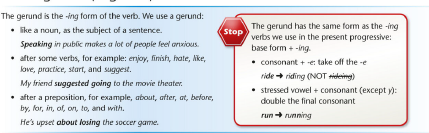 The gerund is the -ing form of the verb. We use a gerund:
• like a noun, as the subject of a sentence.
Speaking in public makes a lot of people feel anxious.
• after some verbs, for example: enjoy, finish, hate, like,
love, practice, start, and suggest.
My friend suggested going to the movie theater.
• after a preposition, for example, about, after, at, before,
by, for, in, of, on, to, and with.
He's upset about losing the soccer game.
Stop
The gerund has the same form as the -ing
verbs we use in the present progressive:
base form + -ing.
• consonant + -e: take off the -e
ride → riding (NOT rideing)
• stressed vowel + consonant (except y):
double the final consonant
run → running